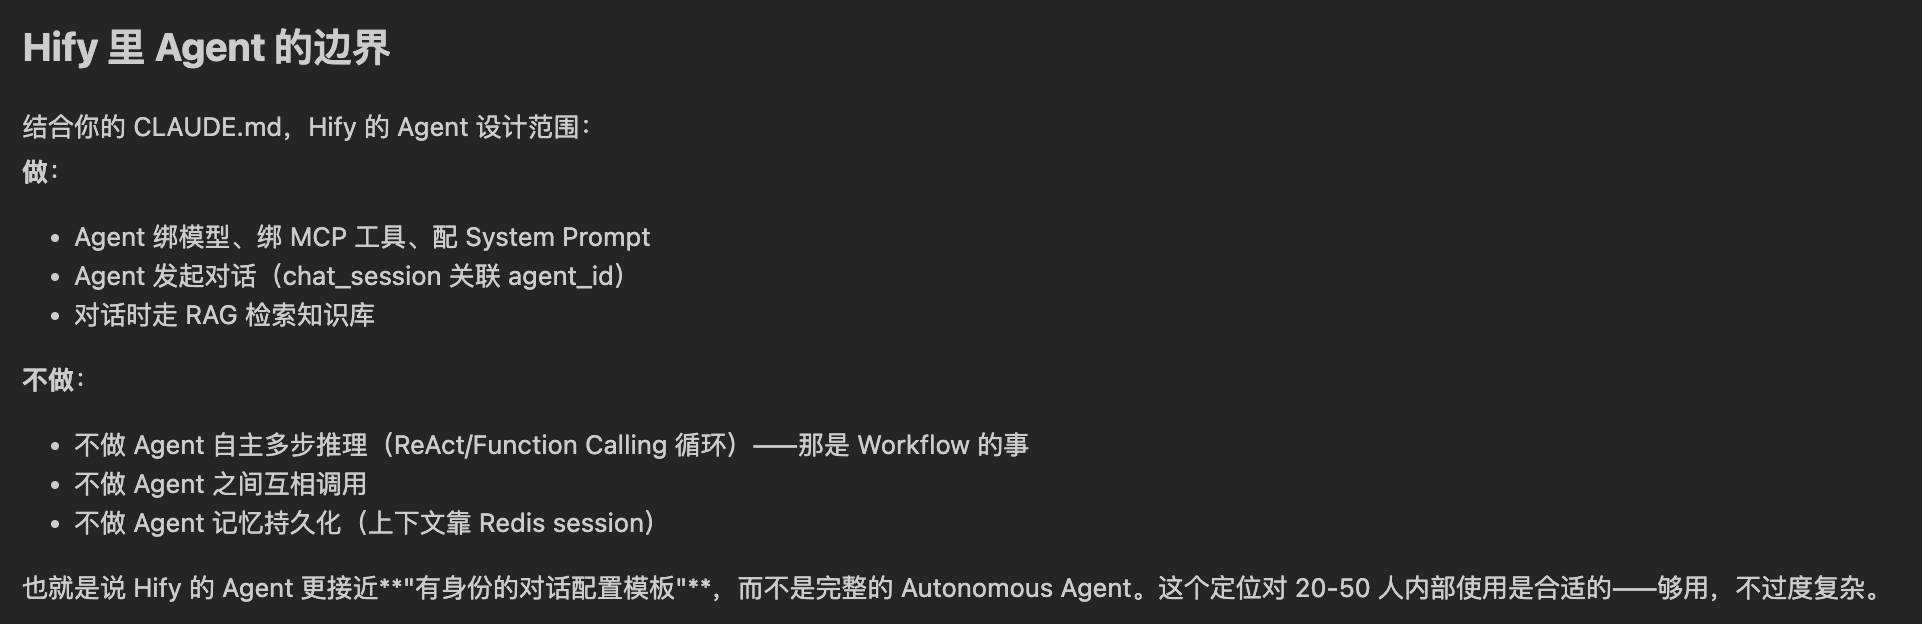 Hify 里 Agent 的边界
结合你的 CLAUDE.md，Hify 的 Agent 设计范围：
做：
• Agent 绑模型、绑 MCP 工具、配 System Prompt
• Agent 发起对话（chat_session 关联 agent_id）
• 对话时走 RAG 检索知识库
不做：
• 不做 Agent 自主多步推理（ReAct/Function Calling 循环）——那是 Workflow 的事
• 不做 Agent 之间互相调用
• 不做 Agent 记忆持久化（上下文靠 Redis session）
也就是说 Hify 的 Agent 更接近**"有身份的对话配置模板"**，而不是完整的 Autonomous Agent。这个定位对 20-50 人内部使用是合适的——够用，不过度复杂。